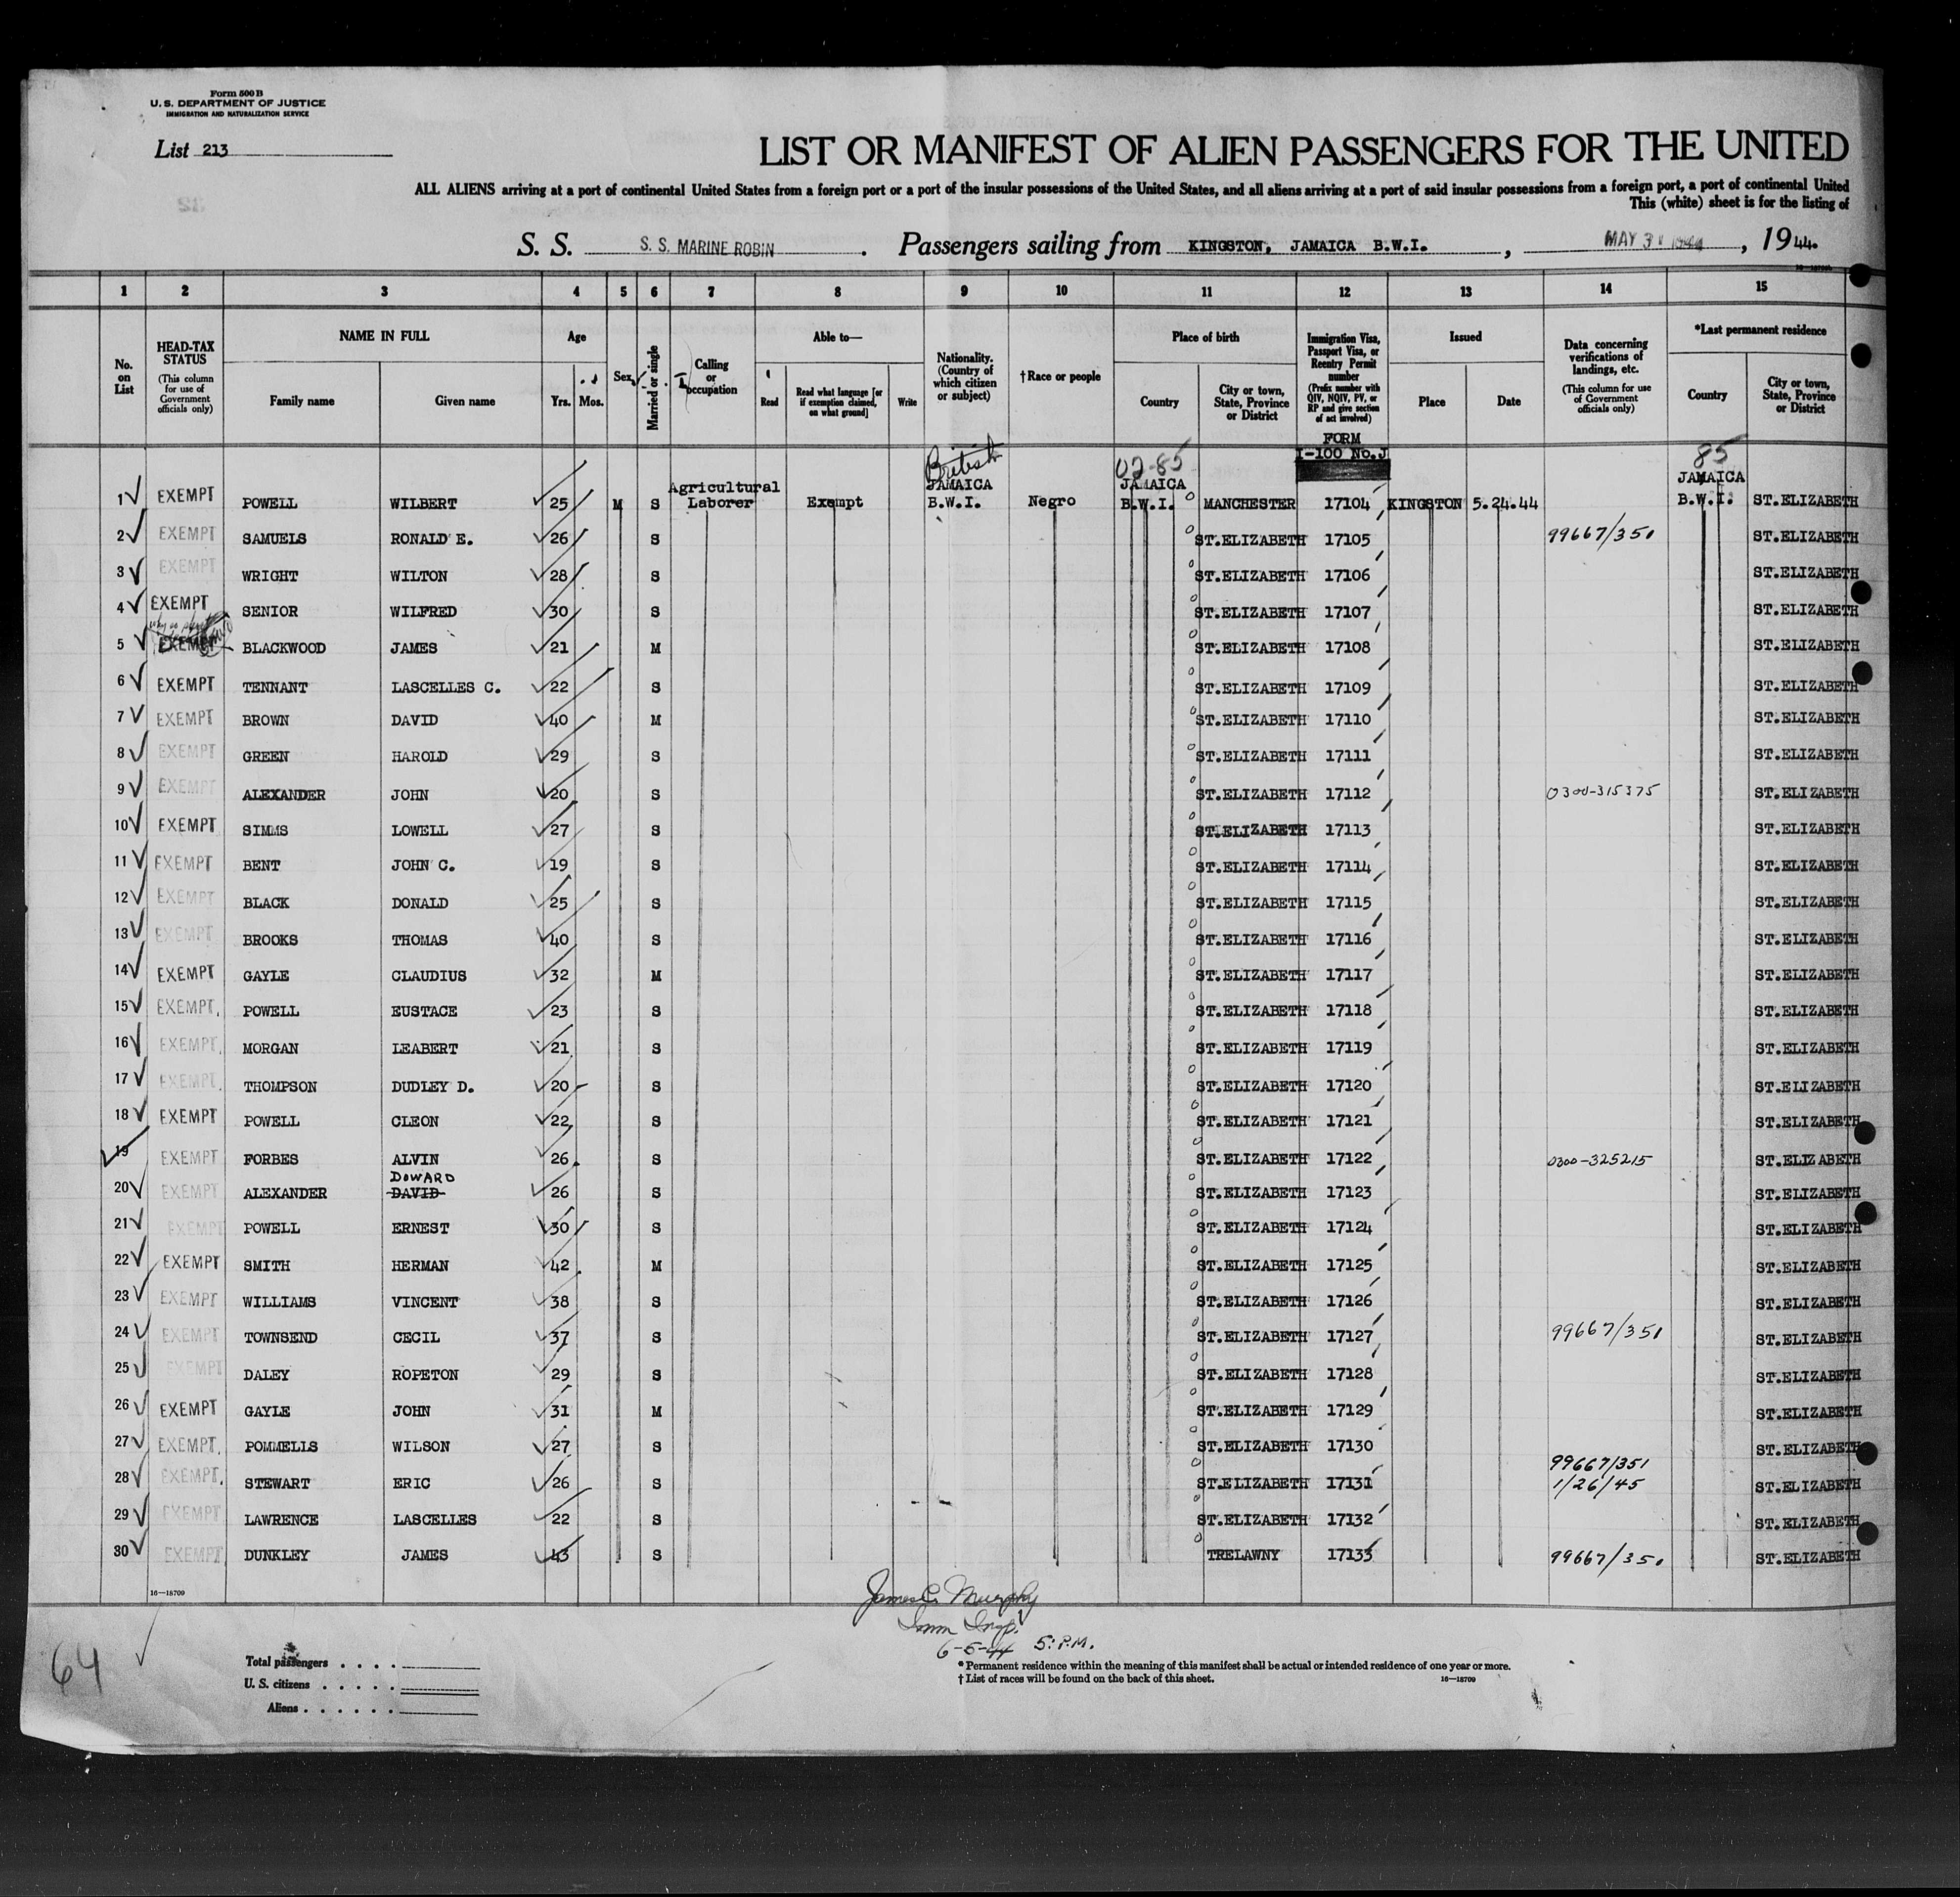 Form 500 B
U. S. DEPARTMENT OF JUSTICE
IMMIGRATION AND NATURALIZATION SERVICE
List 213
LIST OR MANIFEST OF ALIEN PASSENGERS FOR THE UNITED
ALL ALIENS arriving at a port of continental United States from a foreign port or a port of the insular possessions of the United States, and all aliens arriving at a port of said insular possessions from a foreign port, a port of continental United
This (white) sheet is for the listing of
S. S. S. S. MARINE ROBIN. Passengers sailing from KINGSTON, JAMAICA B.W.I., MAY 31, 1944.
1 2 3 4 5 6 7 8 9 10 11 12 13 14 15
No. on List
HEAD-TAX STATUS (This column for use of Government officials only)
NAME IN FULL
Family name Given name
Age
Yrs. Mos.
Sex
Married or single
Calling or occupation
Able to—
Read
Read what language [or if exemption claimed, on what ground]
Write
Nationality. (Country of which citizen or subject)
†Race or people
Place of birth
Country
City or town, State, Province or District
Immigration Visa, Passport Visa, or Reentry Permit number (Prefix number with QIV, NQIV, PV, or RP and give section of act involved)
Issued
Place Date
Data concerning verifications of landings, etc. (This column for use of Government officials only)
*Last permanent residence
Country
City or town, State, Province or District
FORM
I-100 No.J
British 02-85 85
1 EXEMPT POWELL WILBERT 25 M S Agricultural Laborer Exempt JAMAICA B.W.I. Negro JAMAICA B.W.I. MANCHESTER 17104 KINGSTON 5.24.44 JAMAICA B.W.I. ST.ELIZABETH
2 EXEMPT SAMUELS RONALD E. 26 S ST.ELIZABETH 17105 99667/351 ST.ELIZABETH
3 EXEMPT WRIGHT WILTON 28 S ST.ELIZABETH 17106 ST.ELIZABETH
4 EXEMPT SENIOR WILFRED 30 S ST.ELIZABETH 17107 ST.ELIZABETH
5 EXEMPT BLACKWOOD JAMES 21 M ST.ELIZABETH 17108 ST.ELIZABETH
6 EXEMPT TENNANT LASCELLES C. 22 S ST.ELIZABETH 17109 ST.ELIZABETH
7 EXEMPT BROWN DAVID 40 M ST.ELIZABETH 17110 ST.ELIZABETH
8 EXEMPT GREEN HAROLD 29 S ST.ELIZABETH 17111 ST.ELIZABETH
9 EXEMPT ALEXANDER JOHN 20 S ST.ELIZABETH 17112 0300-315375 ST.ELIZABETH
10 EXEMPT SIMMS LOWELL 27 S ST.ELIZABETH 17113 ST.ELIZABETH
11 EXEMPT BENT JOHN C. 19 S ST.ELIZABETH 17114 ST.ELIZABETH
12 EXEMPT BLACK DONALD 25 S ST.ELIZABETH 17115 ST.ELIZABETH
13 EXEMPT BROOKS THOMAS 40 S ST.ELIZABETH 17116 ST.ELIZABETH
14 EXEMPT GAYLE CLAUDIUS 32 M ST.ELIZABETH 17117 ST.ELIZABETH
15 EXEMPT. POWELL EUSTACE 23 S ST.ELIZABETH 17118 ST.ELIZABETH
16 EXEMPT. MORGAN LEABERT 21 S ST.ELIZABETH 17119 ST.ELIZABETH
17 EXEMPT. THOMPSON DUDLEY D. 20 S ST.ELIZABETH 17120 ST.ELIZABETH
18 EXEMPT POWELL CLEON 22 S ST.ELIZABETH 17121 ST.ELIZABETH
19 EXEMPT FORBES ALVIN 26 S ST.ELIZABETH 17122 0300-325215 ST.ELIZABETH
DOWARD
20 EXEMPT ALEXANDER DAVID 26 S ST.ELIZABETH 17123 ST.ELIZABETH
21 EXEMPT POWELL ERNEST 30 S ST.ELIZABETH 17124 ST.ELIZABETH
22 EXEMPT SMITH HERMAN 42 M ST.ELIZABETH 17125 ST.ELIZABETH
23 EXEMPT WILLIAMS VINCENT 38 S ST.ELIZABETH 17126 ST.ELIZABETH
24 EXEMPT TOWNSEND CECIL 37 S ST.ELIZABETH 17127 99667/351 ST.ELIZABETH
25 EXEMPT DALEY ROPETON 29 S ST.ELIZABETH 17128 ST.ELIZABETH
26 EXEMPT GAYLE JOHN 31 M ST.ELIZABETH 17129 ST.ELIZABETH
27 EXEMPT. POMMELLS WILSON 27 S ST.ELIZABETH 17130 ST.ELIZABETH
28 EXEMPT. STEWART ERIC 26 S ST.ELIZABETH 17131 99667/351 1/26/45 ST.ELIZABETH
29 EXEMPT LAWRENCE LASCELLES 22 S ST.ELIZABETH 17132 ST.ELIZABETH
30 EXEMPT DUNKLEY JAMES 43 S TRELAWNY 17133 99667/351 ST.ELIZABETH
16—18709
James C. Murphy
Imm Insp.
6-5-44 5:P.M.
64
Total passengers
U. S. citizens
Aliens
* Permanent residence within the meaning of this manifest shall be actual or intended residence of one year or more.
† List of races will be found on the back of this sheet. 16—18709